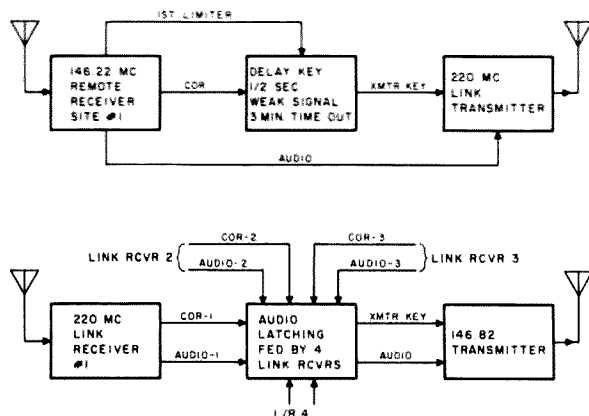 1ST LIMITER
146.22 MC
REMOTE
RECEIVER
SITE #1
COR
DELAY KEY
1/2 SEC
WEAK SIGNAL
3 MIN. TIME OUT
XMTR KEY
220 MC
LINK
TRANSMITTER
AUDIO
LINK RCVR 2
COR-2
AUDIO-2
COR-3
AUDIO-3
LINK RCVR 3
220 MC
LINK
RECEIVER
#1
COR-1
AUDIO-1
AUDIO
LATCHING
FED BY 4
LINK RCVRS
XMTR KEY
AUDIO
146.82
TRANSMITTER
L/R 4